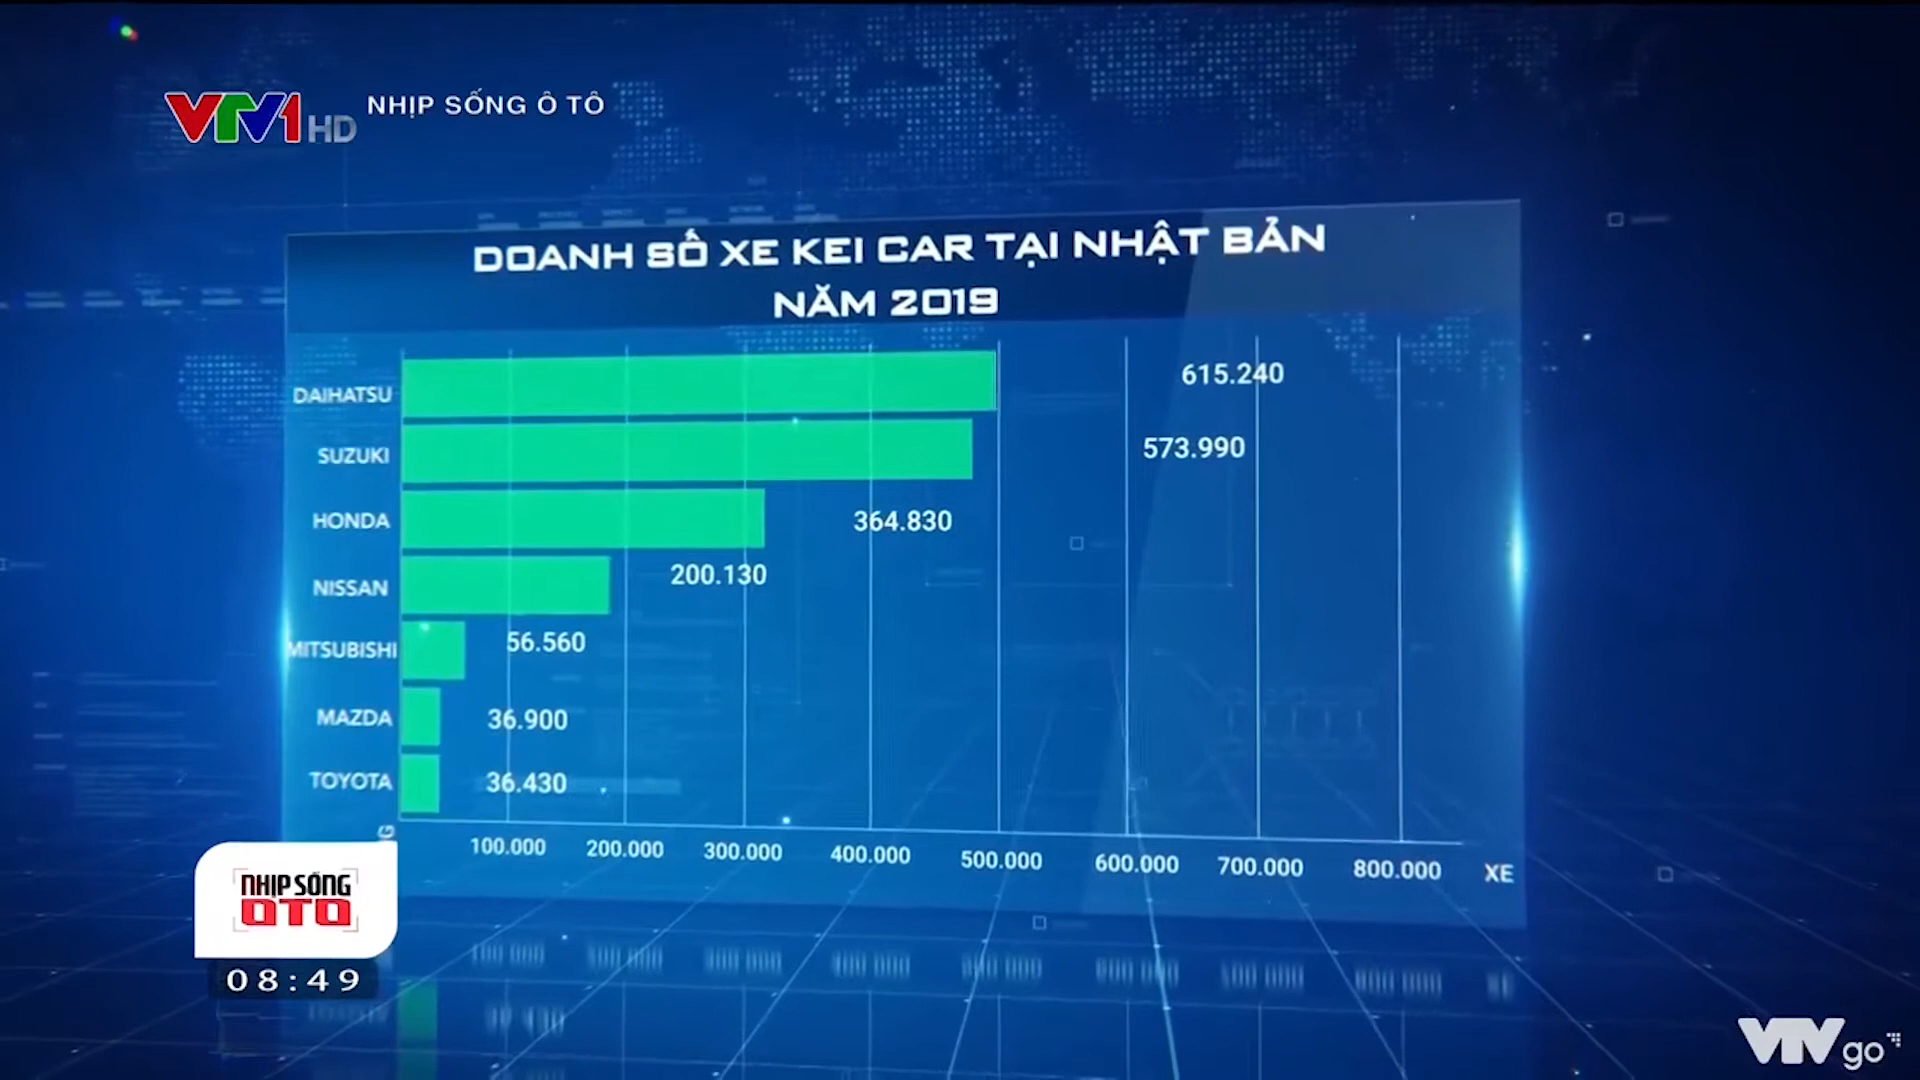 VTV1 HD
NHỊP SỐNG Ô TÔ
DOANH SỐ XE KEI CAR TẠI NHẬT BẢN
NĂM 2019
DAIHATSU 615.240
SUZUKI 573.990
HONDA 364.830
NISSAN 200.130
MITSUBISHI 56.560
MAZDA 36.900
TOYOTA 36.430
100.000 200.000 300.000 400.000 500.000 600.000 700.000 800.000 XE
NHỊP SỐNG
OTO
08:49
VTV go